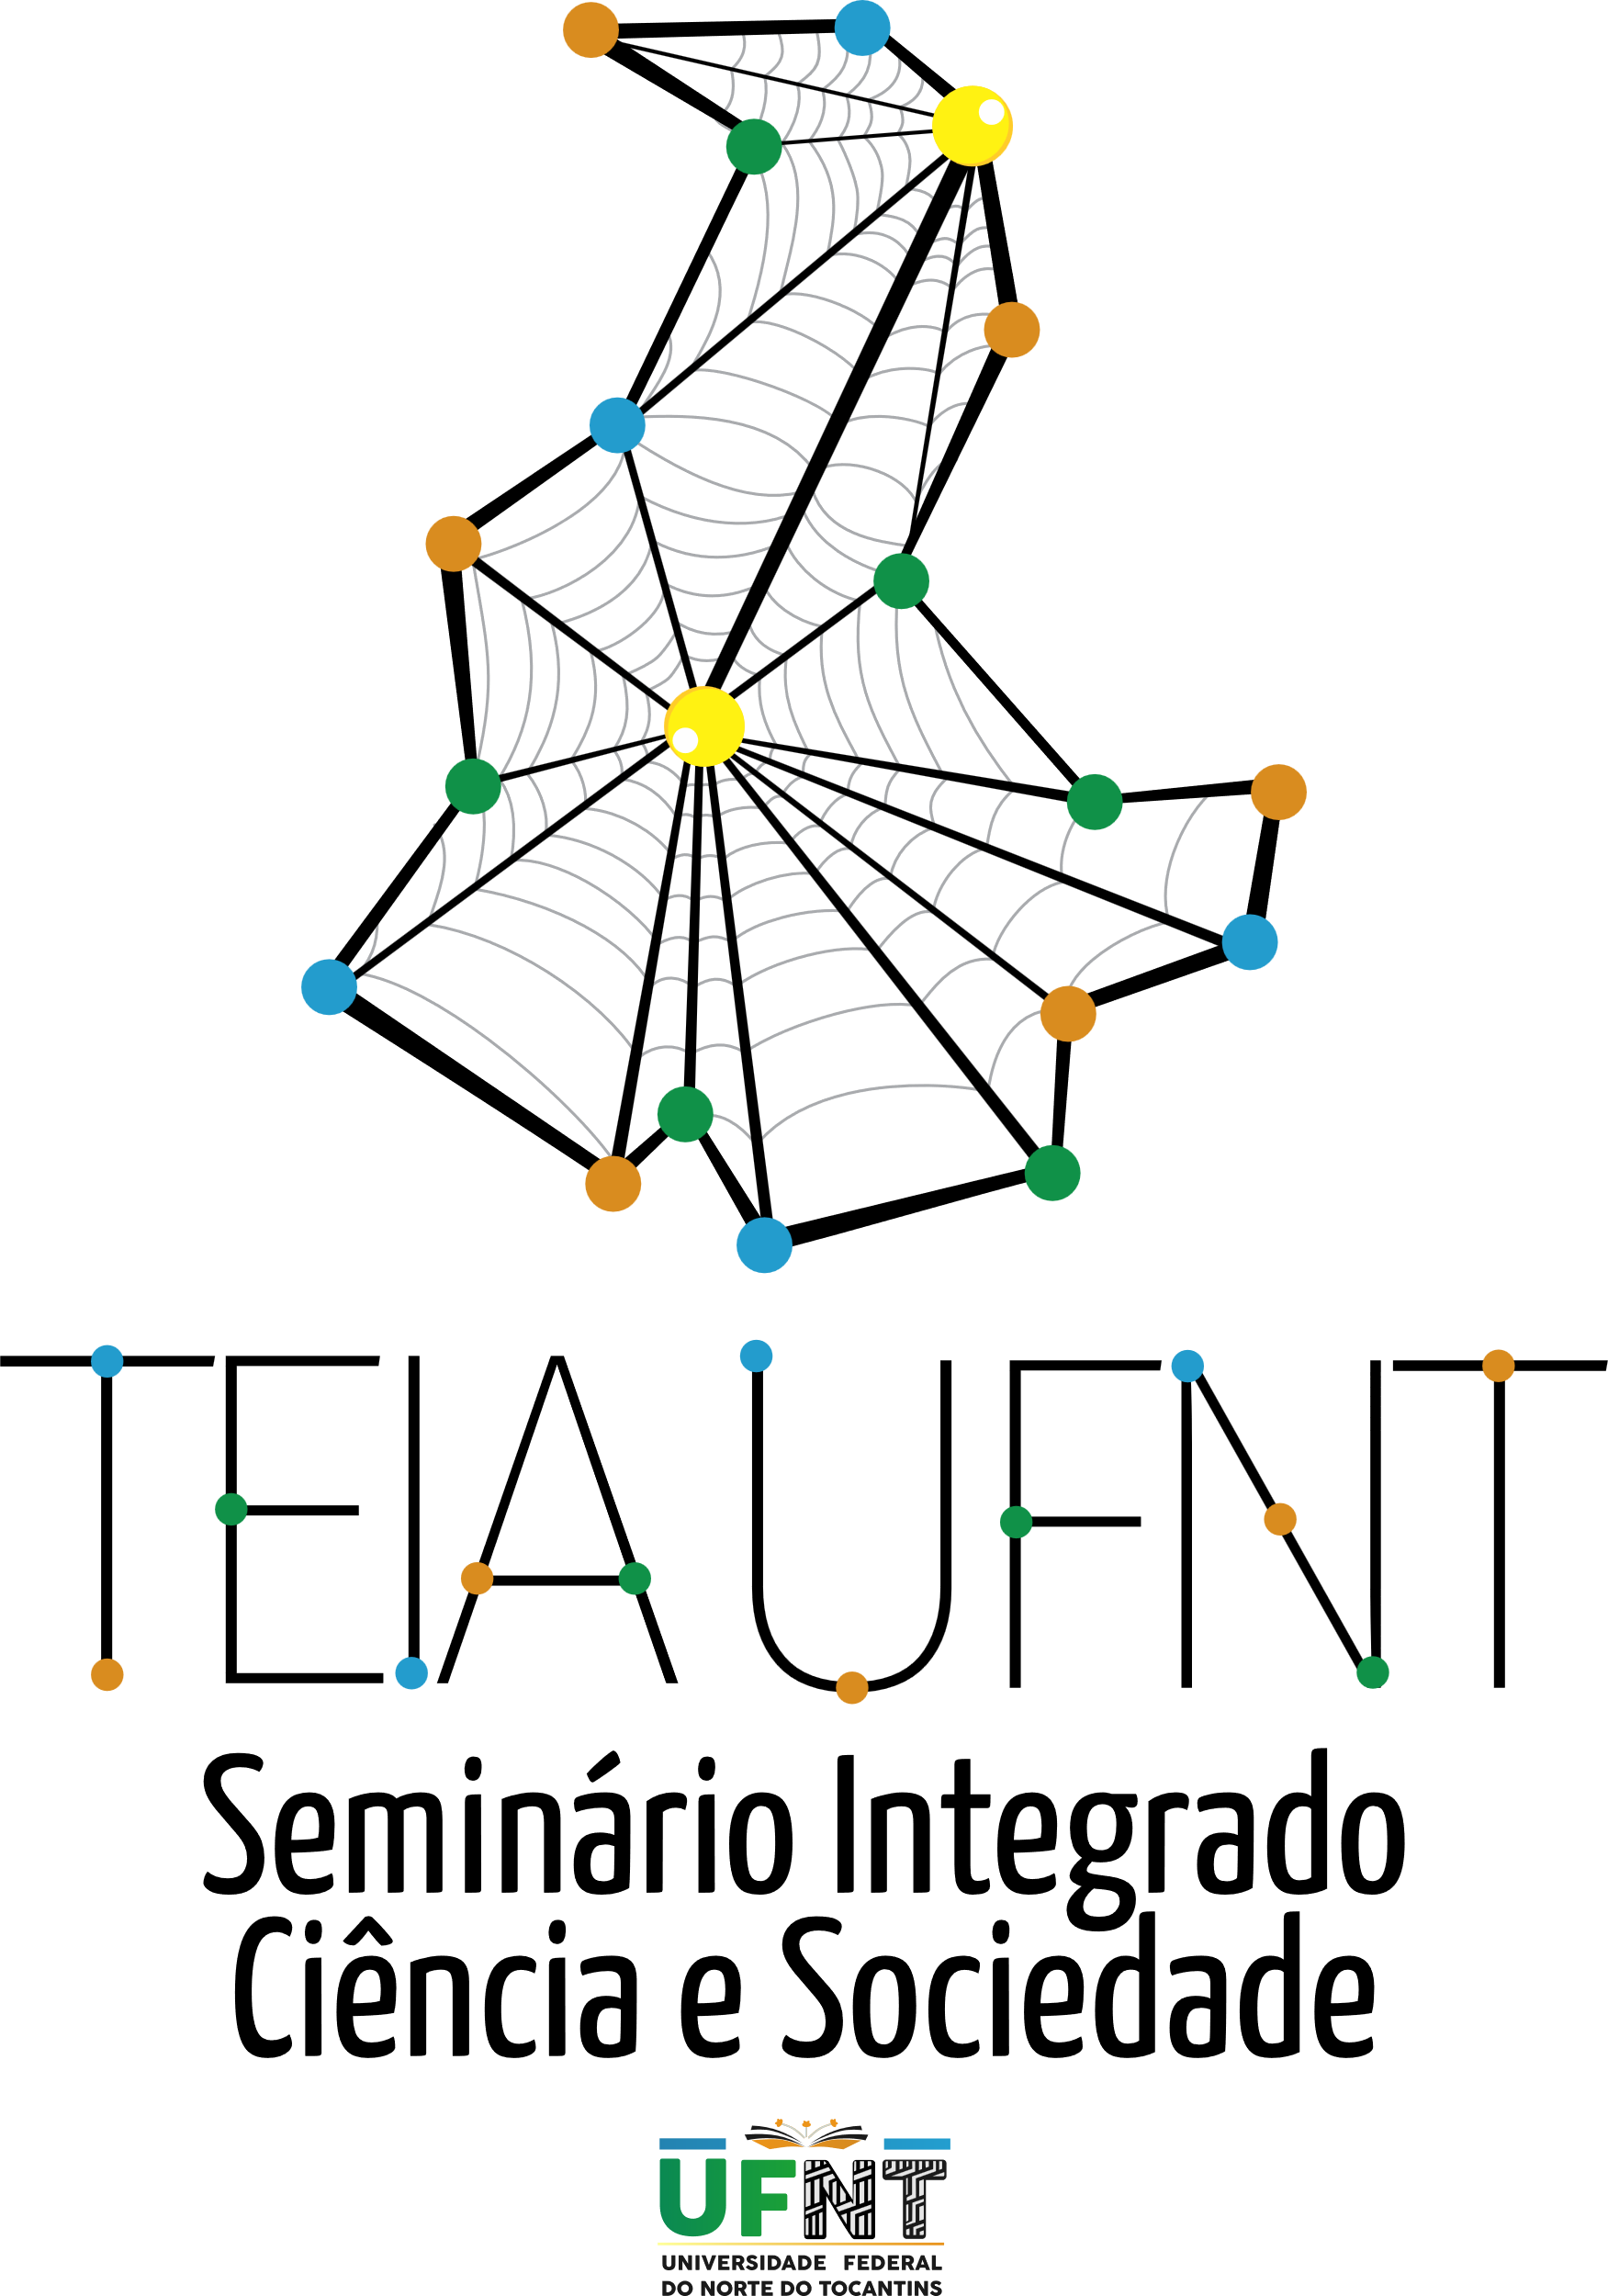 TEIA UFNT
Seminário Integrado
Ciência e Sociedade
UFNT
UNIVERSIDADE FEDERAL
DO NORTE DO TOCANTINS